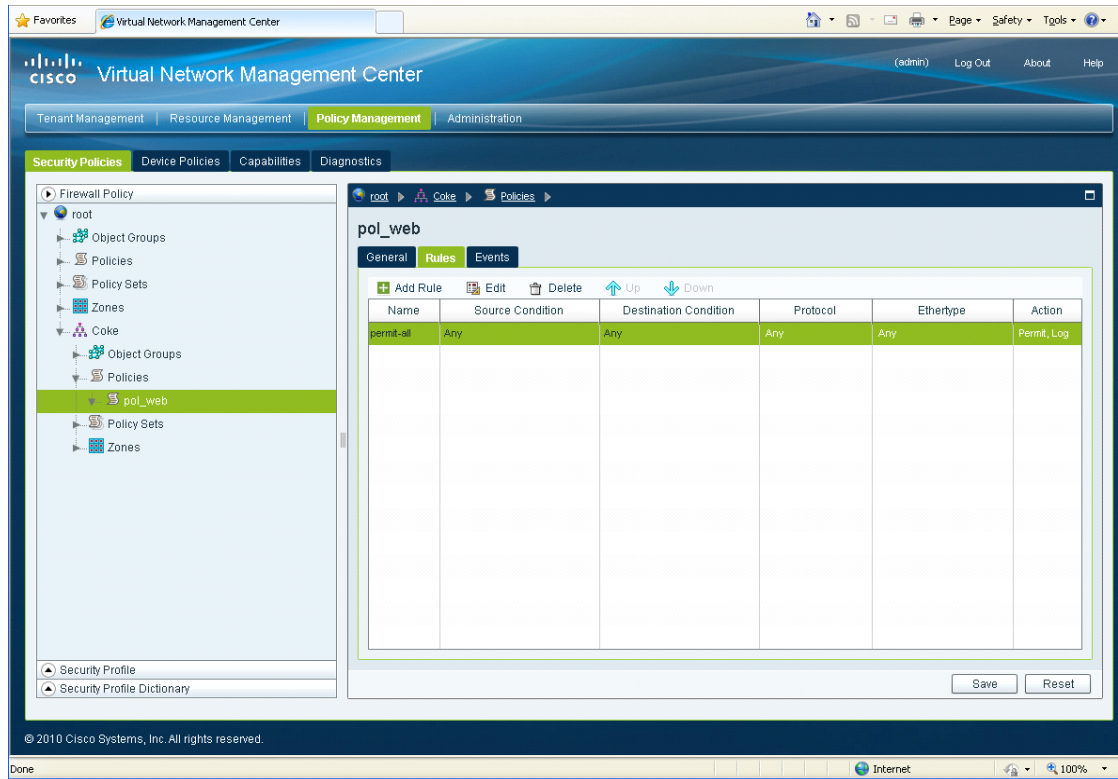 Favorites Virtual Network Management Center Page Safety Tools
cisco Virtual Network Management Center (admin) Log Out About Help
Tenant Management | Resource Management | Policy Management | Administration
Security Policies Device Policies Capabilities Diagnostics
Firewall Policy
root
Object Groups
Policies
Policy Sets
Zones
Coke
Object Groups
Policies
pol_web
Policy Sets
Zones
Security Profile
Security Profile Dictionary
root Coke Policies
pol_web
General Rules Events
Add Rule Edit Delete Up Down
Name Source Condition Destination Condition Protocol Ethertype Action
permit-all Any Any Any Any Permit, Log
Save Reset
© 2010 Cisco Systems, Inc. All rights reserved.
Done Internet 100%